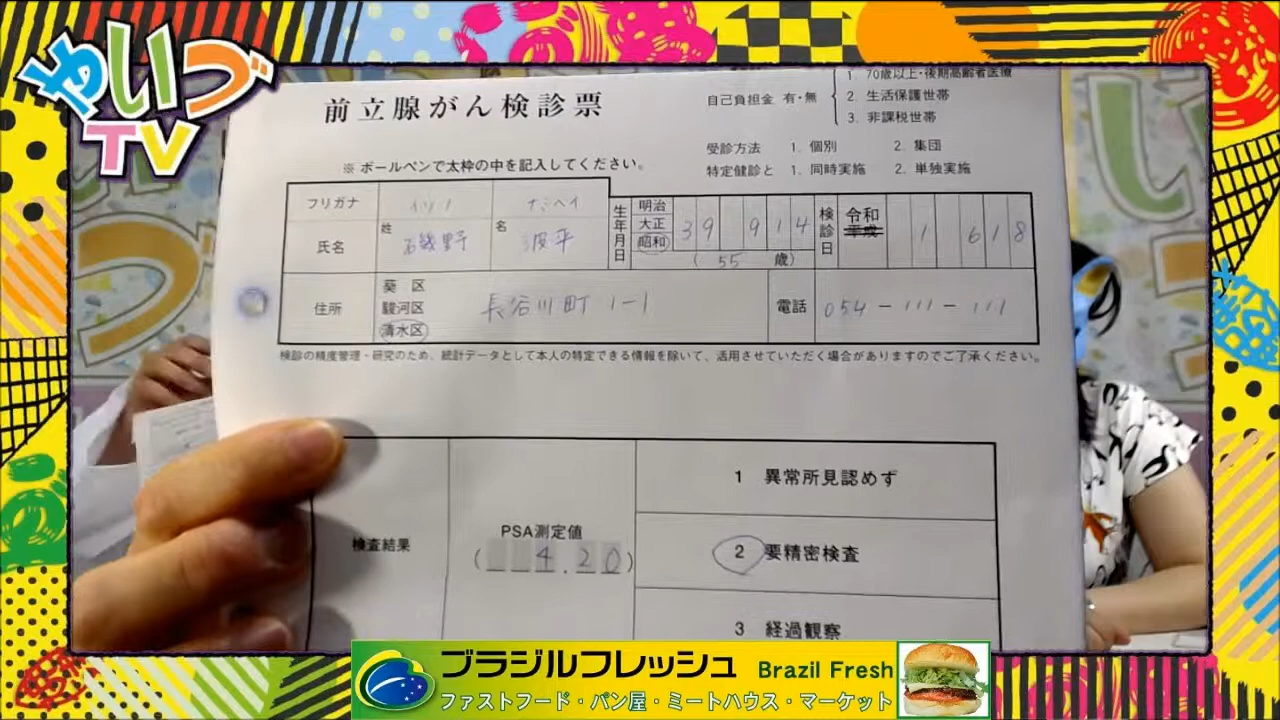 やいづ
TV
前立腺がん検診票
自己負担金 有・無
1. 70歳以上・後期高齢者医療
2. 生活保護世帯
3. 非課税世帯
受診方法 1. 個別 2. 集団
特定健診と 1. 同時実施 2. 単独実施
※ ボールペンで太枠の中を記入してください。
フリガナ イソノ ナミヘイ
氏名 姓 磯野 名 波平
生年月日 明治 大正 昭和 39 9 14
(55 歳)
検診日 令和 平成 1 6 18
住所 葵 区 駿河区 清水区 長谷川町 1-1
電話 054-111-111
検診の精度管理・研究のため、統計データとして本人の特定できる情報を除いて、活用させていただく場合がありますのでご了承ください。
検査結果
PSA測定値
( 4.20)
1 異常所見認めず
2 要精密検査
3 経過観察
ブラジルフレッシュ Brazil Fresh
ファストフード・パン屋・ミートハウス・マーケット